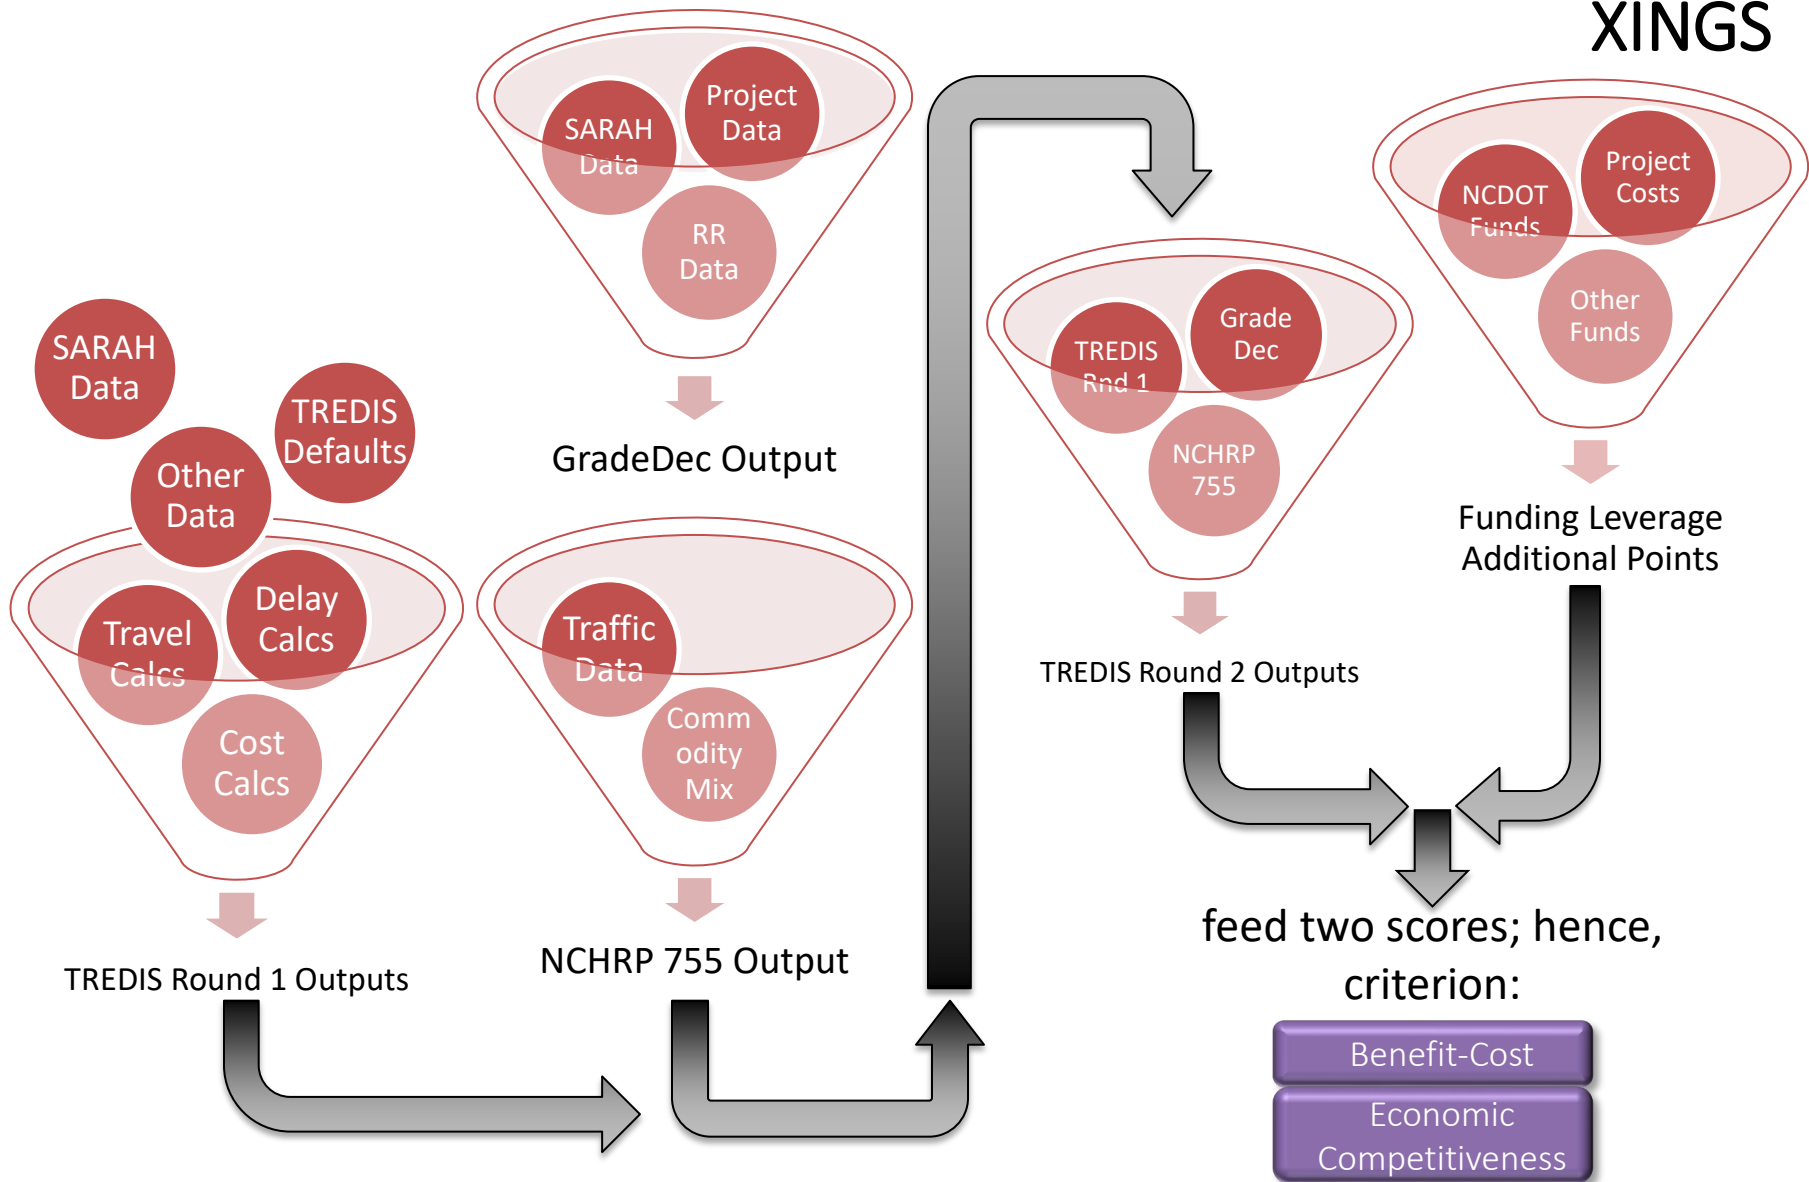 XINGS
SARAH
Data
Project
Data
RR
Data
GradeDec Output
SARAH
Data
TREDIS
Defaults
Other
Data
Travel
Calcs
Delay
Calcs
Cost
Calcs
TREDIS Round 1 Outputs
Traffic
Data
Comm
odity
Mix
NCHRP 755 Output
TREDIS
Rnd 1
Grade
Dec
NCHRP
755
TREDIS Round 2 Outputs
NCDOT
Funds
Project
Costs
Other
Funds
Funding Leverage
Additional Points
feed two scores; hence,
criterion:
Benefit-Cost
Economic
Competitiveness